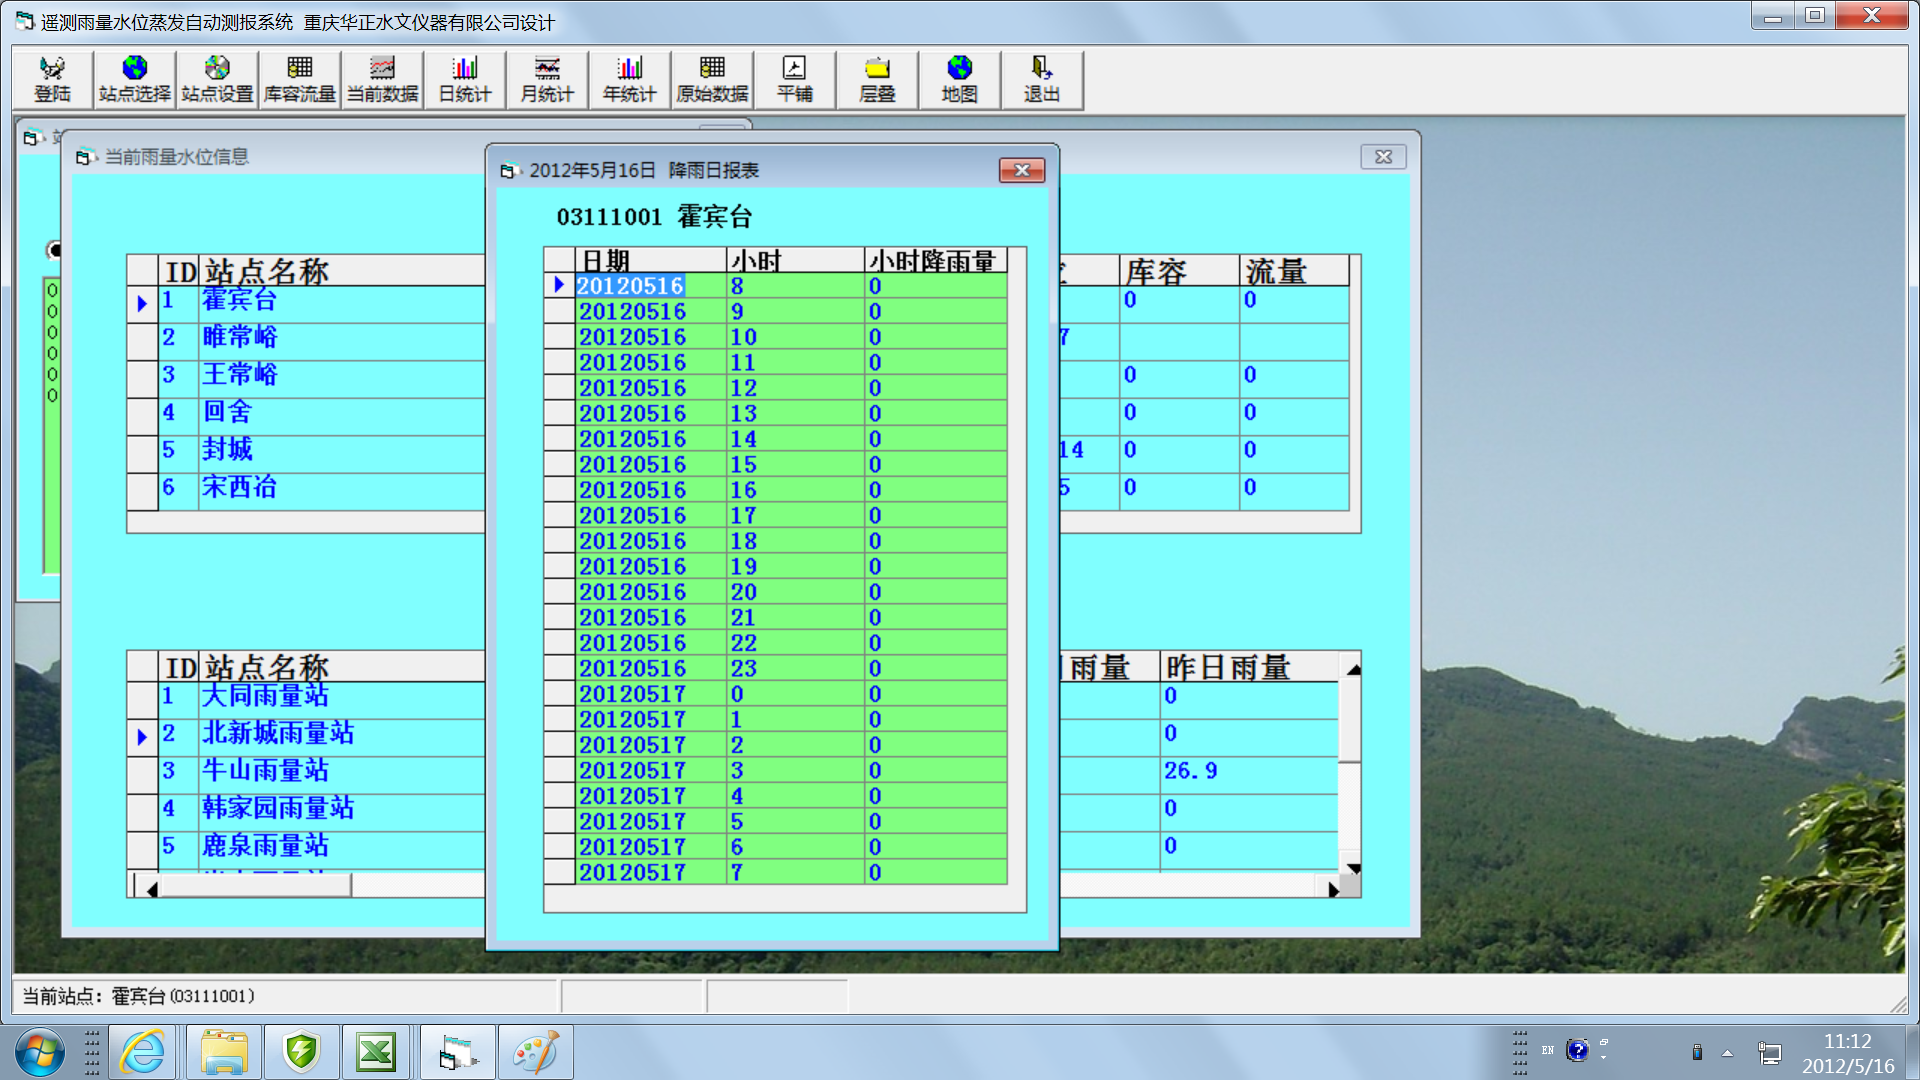 遥测雨量水位蒸发自动测报系统  重庆华正水文仪器有限公司设计
登陆 站点选择 站点设置 库容流量 当前数据 日统计 月统计 年统计 原始数据 平铺 层叠 地图 退出
当前雨量水位信息
ID 站点名称 库容 流量
1 霍宾台 0 0
2 睢常峪 7
3 王常峪 0 0
4 回舍 0 0
5 封城 14 0 0
6 宋西冶 5 0 0
ID 站点名称 雨量 昨日雨量
1 大同雨量站 0
2 北新城雨量站 0
3 牛山雨量站 26.9
4 韩家园雨量站 0
5 鹿泉雨量站 0
0
0
0
0
0
0
2012年5月16日  降雨日报表
03111001 霍宾台
日期 小时 小时降雨量
20120516 8 0
20120516 9 0
20120516 10 0
20120516 11 0
20120516 12 0
20120516 13 0
20120516 14 0
20120516 15 0
20120516 16 0
20120516 17 0
20120516 18 0
20120516 19 0
20120516 20 0
20120516 21 0
20120516 22 0
20120516 23 0
20120517 0 0
20120517 1 0
20120517 2 0
20120517 3 0
20120517 4 0
20120517 5 0
20120517 6 0
20120517 7 0
当前站点：霍宾台(03111001)
EN
11:12
2012/5/16